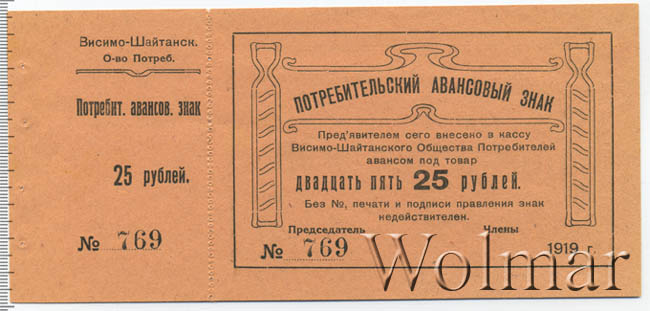 Висимо-Шайтанск.
О-во Потреб.
Потребит. авансов. знак
25 рублей.
№ 769
ПОТРЕБИТЕЛЬСКИЙ АВАНСОВЫЙ ЗНАК
Пред'явителем сего внесено в кассу
Висимо-Шайтанского Общества Потребителей
авансом под товар
двадцать пять 25 рублей.
Без №, печати и подписи правления знак
недействителен.
Председатель Члены
№ 769 1919 г.
Wolmar